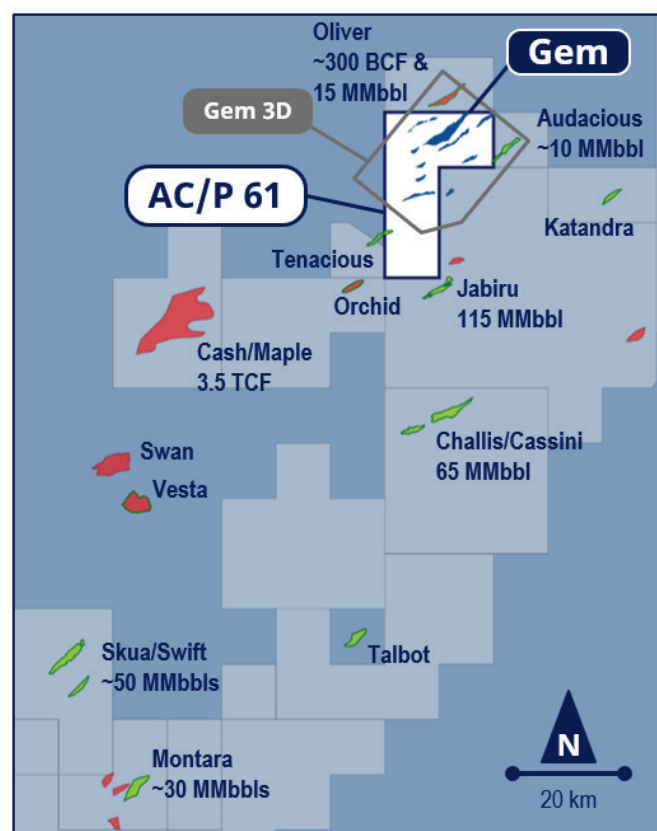 Oliver
~300 BCF &
15 MMbbl
Gem
Gem 3D
Audacious
~10 MMbbl
AC/P 61
Katandra
Tenacious
Orchid
Jabiru
115 MMbbl
Cash/Maple
3.5 TCF
Challis/Cassini
65 MMbbl
Swan
Vesta
Skua/Swift
~50 MMbbls
Talbot
Montara
~30 MMbbls
N
20 km